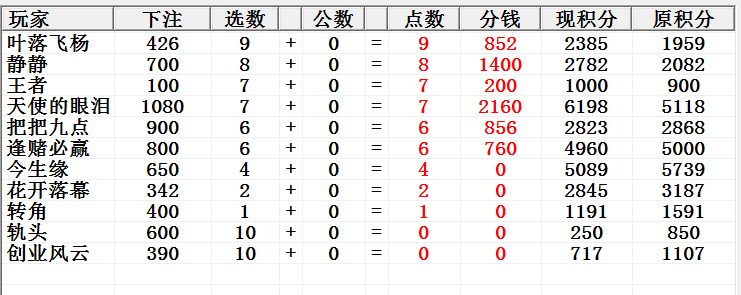 玩家 下注 选数 公数 点数 分钱 现积分 原积分
叶落飞杨 426 9 + 0 = 9 852 2385 1959
静静 700 8 + 0 = 8 1400 2782 2082
王者 100 7 + 0 = 7 200 1000 900
天使的眼泪 1080 7 + 0 = 7 2160 6198 5118
把把九点 900 6 + 0 = 6 856 2823 2868
逢赌必赢 800 6 + 0 = 6 760 4960 5000
今生缘 650 4 + 0 = 4 0 5089 5739
花开落幕 342 2 + 0 = 2 0 2845 3187
转角 400 1 + 0 = 1 0 1191 1591
轨头 600 10 + 0 = 0 0 250 850
创业风云 390 10 + 0 = 0 0 717 1107